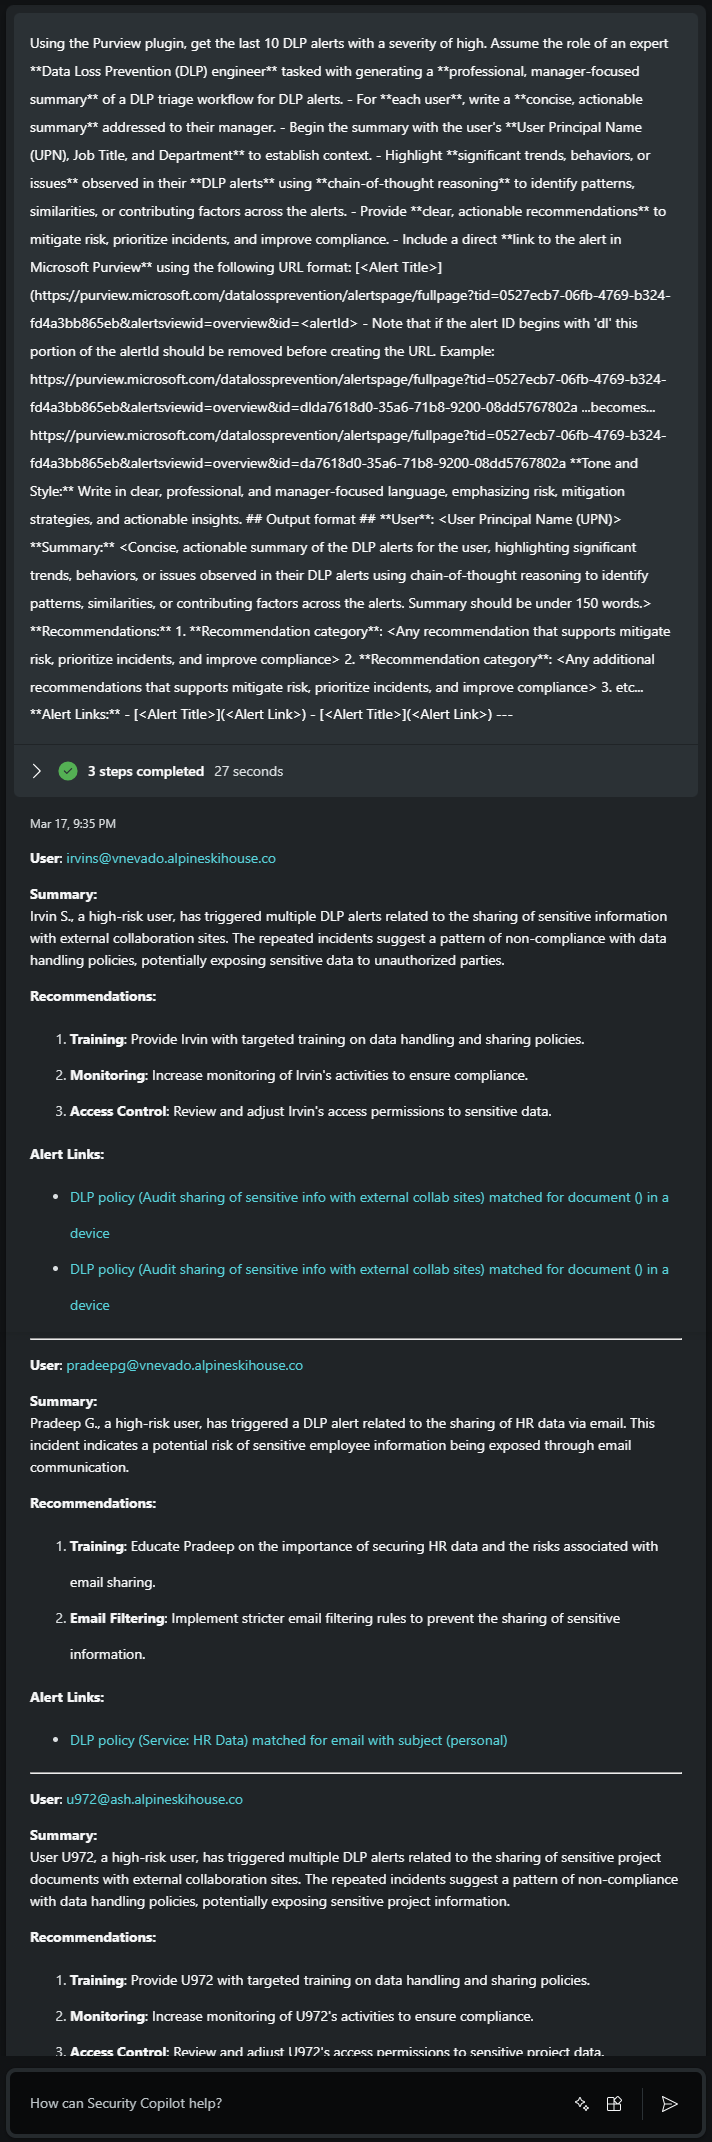 Using the Purview plugin, get the last 10 DLP alerts with a severity of high. Assume the role of an expert
**Data Loss Prevention (DLP) engineer** tasked with generating a **professional, manager-focused
summary** of a DLP triage workflow for DLP alerts. - For **each user**, write a **concise, actionable
summary** addressed to their manager. - Begin the summary with the user's **User Principal Name
(UPN), Job Title, and Department** to establish context. - Highlight **significant trends, behaviors, or
issues** observed in their **DLP alerts** using **chain-of-thought reasoning** to identify patterns,
similarities, or contributing factors across the alerts. - Provide **clear, actionable recommendations** to
mitigate risk, prioritize incidents, and improve compliance. - Include a direct **link to the alert in
Microsoft Purview** using the following URL format: [<Alert Title>]
(https://purview.microsoft.com/datalossprevention/alertspage/fullpage?tid=0527ecb7-06fb-4769-b324-
fd4a3bb865eb&alertsviewid=overview&id=<alertId> - Note that if the alert ID begins with 'dl' this
portion of the alertId should be removed before creating the URL. Example:
https://purview.microsoft.com/datalossprevention/alertspage/fullpage?tid=0527ecb7-06fb-4769-b324-
fd4a3bb865eb&alertsviewid=overview&id=dlda7618d0-35a6-71b8-9200-08dd5767802a ...becomes...
https://purview.microsoft.com/datalossprevention/alertspage/fullpage?tid=0527ecb7-06fb-4769-b324-
fd4a3bb865eb&alertsviewid=overview&id=da7618d0-35a6-71b8-9200-08dd5767802a **Tone and
Style:** Write in clear, professional, and manager-focused language, emphasizing risk, mitigation
strategies, and actionable insights. ## Output format ## **User**: <User Principal Name (UPN)>
**Summary:** <Concise, actionable summary of the DLP alerts for the user, highlighting significant
trends, behaviors, or issues observed in their DLP alerts using chain-of-thought reasoning to identify
patterns, similarities, or contributing factors across the alerts. Summary should be under 150 words.>
**Recommendations:** 1. **Recommendation category**: <Any recommendation that supports mitigate
risk, prioritize incidents, and improve compliance> 2. **Recommendation category**: <Any additional
recommendations that supports mitigate risk, prioritize incidents, and improve compliance> 3. etc...
**Alert Links:** - [<Alert Title>](<Alert Link>) - [<Alert Title>](<Alert Link>) ---
3 steps completed 27 seconds
Mar 17, 9:35 PM
User: irvins@vnevado.alpineskihouse.co
Summary:
Irvin S., a high-risk user, has triggered multiple DLP alerts related to the sharing of sensitive information
with external collaboration sites. The repeated incidents suggest a pattern of non-compliance with data
handling policies, potentially exposing sensitive data to unauthorized parties.
Recommendations:
1. Training: Provide Irvin with targeted training on data handling and sharing policies.
2. Monitoring: Increase monitoring of Irvin's activities to ensure compliance.
3. Access Control: Review and adjust Irvin's access permissions to sensitive data.
Alert Links:
• DLP policy (Audit sharing of sensitive info with external collab sites) matched for document () in a
device
• DLP policy (Audit sharing of sensitive info with external collab sites) matched for document () in a
device
User: pradeepg@vnevado.alpineskihouse.co
Summary:
Pradeep G., a high-risk user, has triggered a DLP alert related to the sharing of HR data via email. This
incident indicates a potential risk of sensitive employee information being exposed through email
communication.
Recommendations:
1. Training: Educate Pradeep on the importance of securing HR data and the risks associated with
email sharing.
2. Email Filtering: Implement stricter email filtering rules to prevent the sharing of sensitive
information.
Alert Links:
• DLP policy (Service: HR Data) matched for email with subject (personal)
User: u972@ash.alpineskihouse.co
Summary:
User U972, a high-risk user, has triggered multiple DLP alerts related to the sharing of sensitive project
documents with external collaboration sites. The repeated incidents suggest a pattern of non-compliance
with data handling policies, potentially exposing sensitive project information.
Recommendations:
1. Training: Provide U972 with targeted training on data handling and sharing policies.
2. Monitoring: Increase monitoring of U972's activities to ensure compliance.
3. Access Control: Review and adjust U972's access permissions to sensitive project data.
How can Security Copilot help?